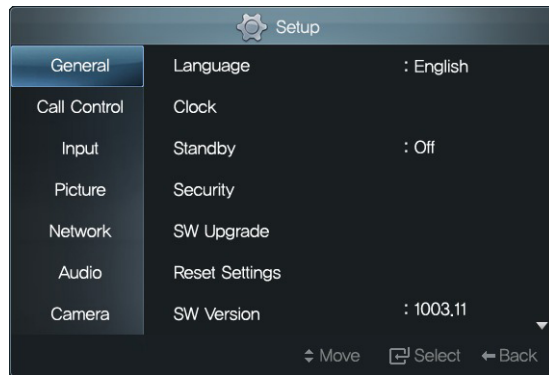 Setup
General Language : English
Call Control Clock
Input Standby : Off
Picture Security
Network SW Upgrade
Audio Reset Settings
Camera SW Version : 1003.11
Move Select Back